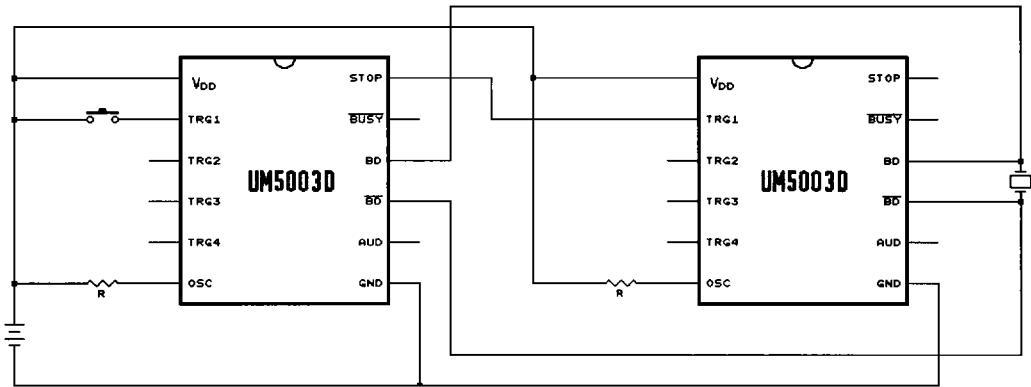 VDD
STOP
TRG1
BUSY
TRG2
BD
UM5003D
TRG3
BD
TRG4
AUD
OSC
GND
R
VDD
STOP
TRG1
BUSY
TRG2
BD
UM5003D
TRG3
BD
TRG4
AUD
OSC
GND
R